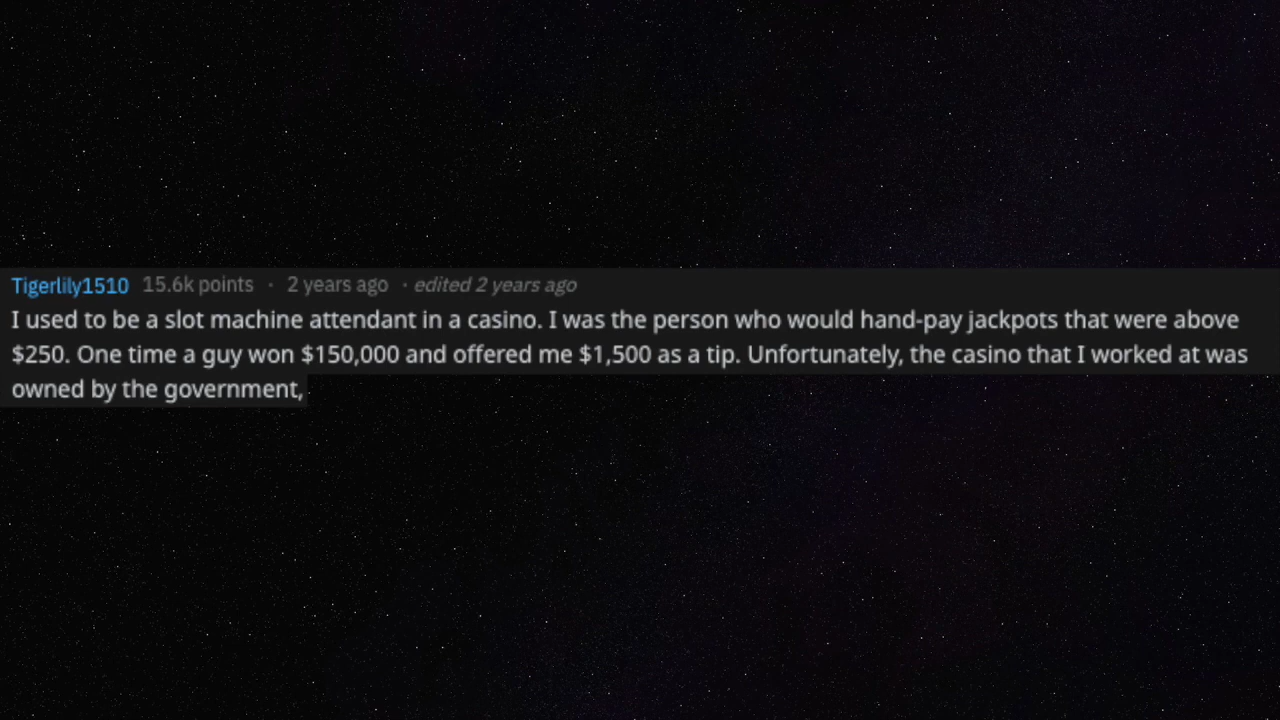 Tigerlily1510 15.6k points · 2 years ago · edited 2 years ago
I used to be a slot machine attendant in a casino. I was the person who would hand-pay jackpots that were above
$250. One time a guy won $150,000 and offered me $1,500 as a tip. Unfortunately, the casino that I worked at was
owned by the government,